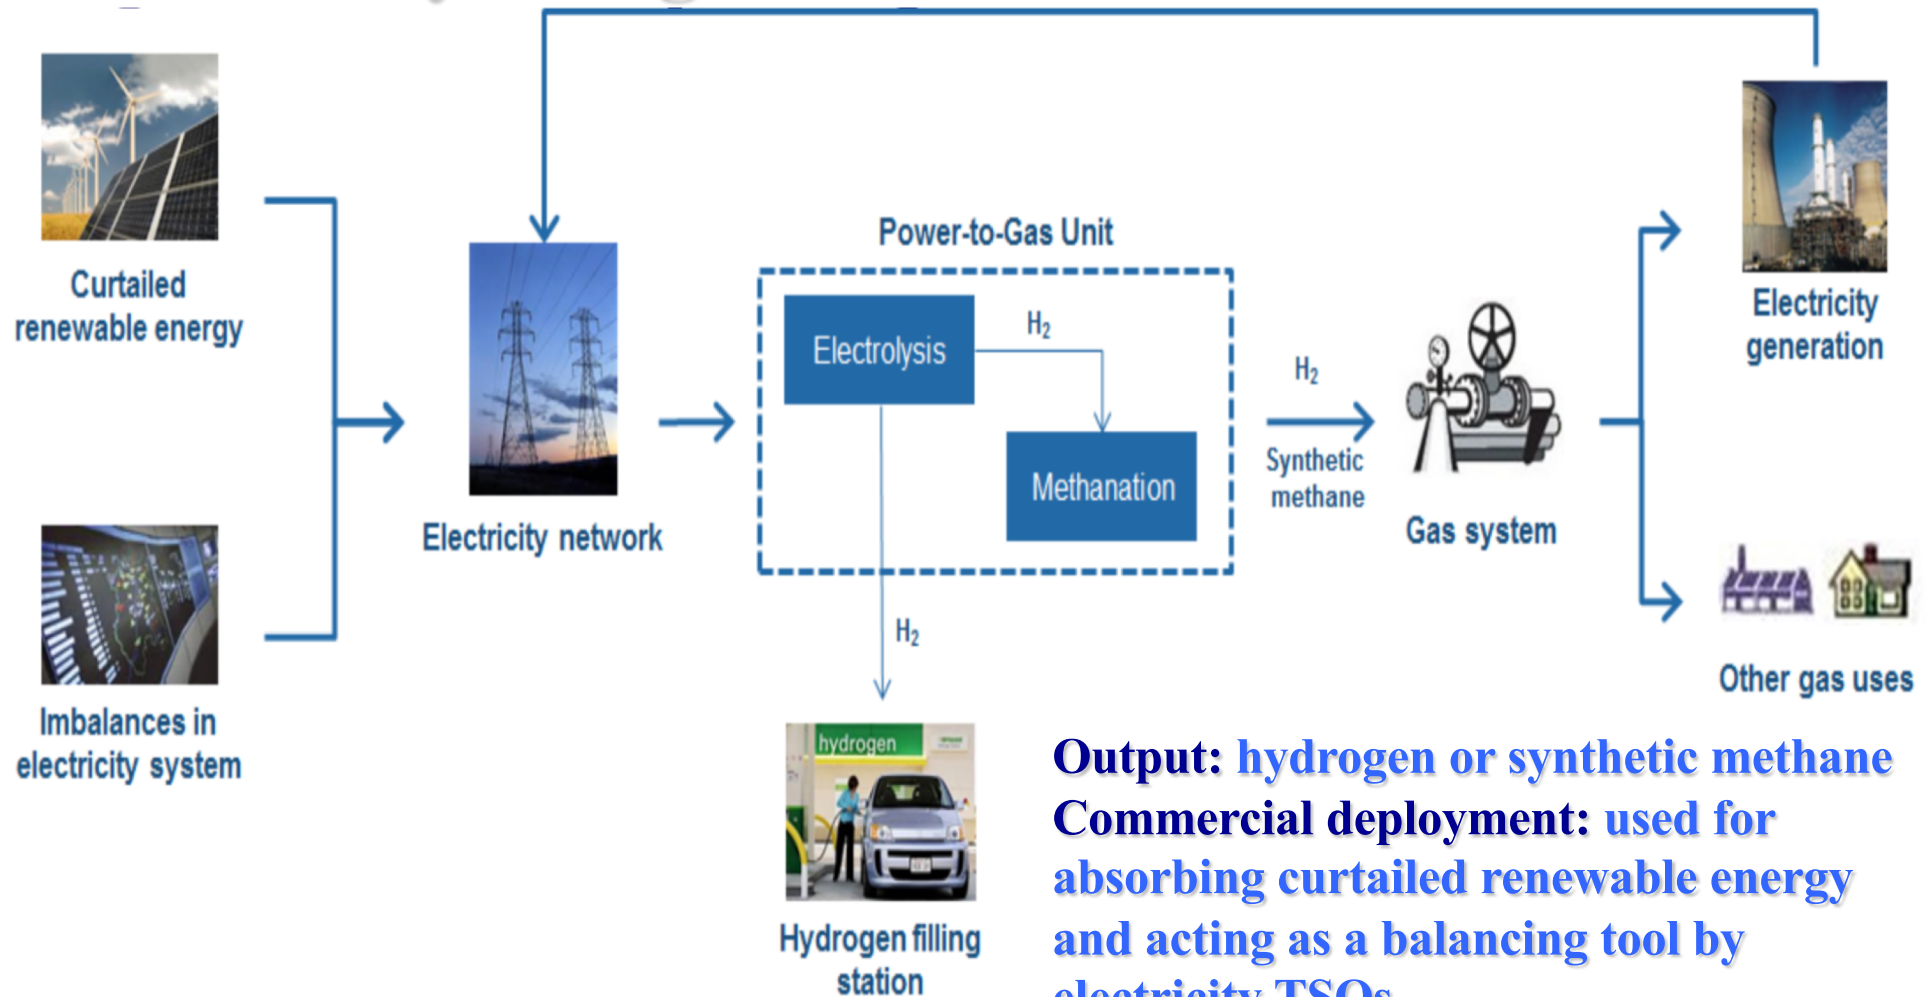 Power-to-Gas Unit
Curtailed
renewable energy
Electrolysis
H₂
Methanation
H₂
Synthetic
methane
Electricity
generation
Electricity network
Gas system
Imbalances in
electricity system
H₂
Other gas uses
hydrogen
Hydrogen filling
station
Output: hydrogen or synthetic methane
Commercial deployment: used for
absorbing curtailed renewable energy
and acting as a balancing tool by
electricity TSOs